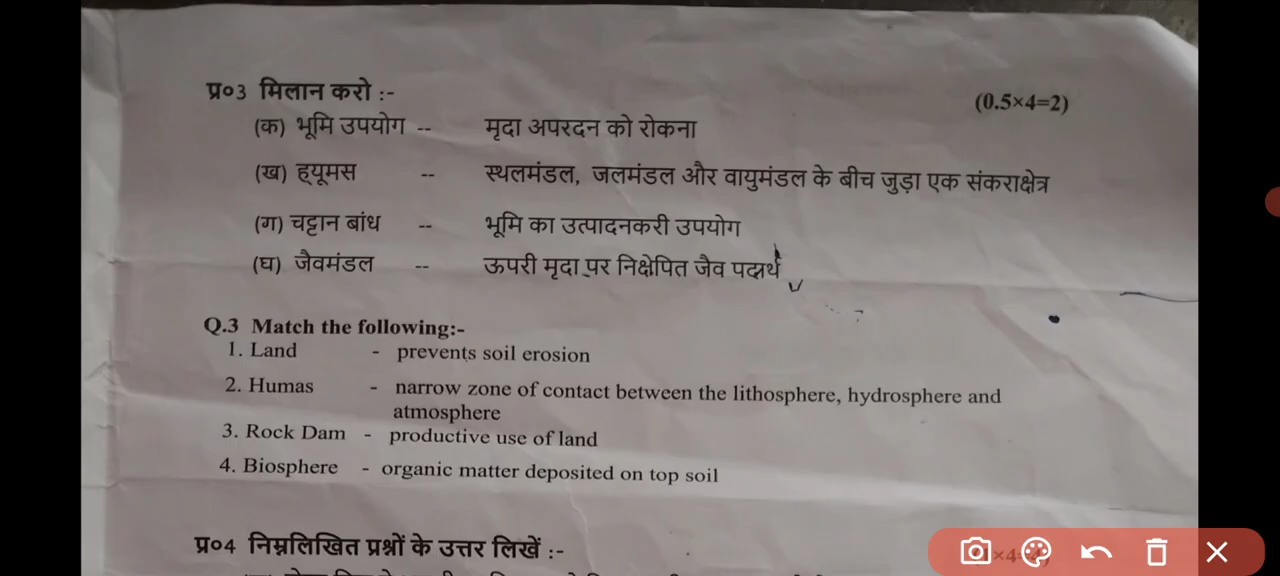 प्र०3 मिलान करो :- (0.5×4=2)
(क) भूमि उपयोग -- मृदा अपरदन को रोकना
(ख) ह्यूमस -- स्थलमंडल, जलमंडल और वायुमंडल के बीच जुड़ा एक संकराक्षेत्र
(ग) चट्टान बांध -- भूमि का उत्पादनकरी उपयोग
(घ) जैवमंडल -- ऊपरी मृदा पर निक्षेपित जैव पदार्थ
Q.3 Match the following:-
1. Land - prevents soil erosion
2. Humas - narrow zone of contact between the lithosphere, hydrosphere and
atmosphere
3. Rock Dam - productive use of land
4. Biosphere - organic matter deposited on top soil
प्र०4 निम्नलिखित प्रश्नों के उत्तर लिखें :-